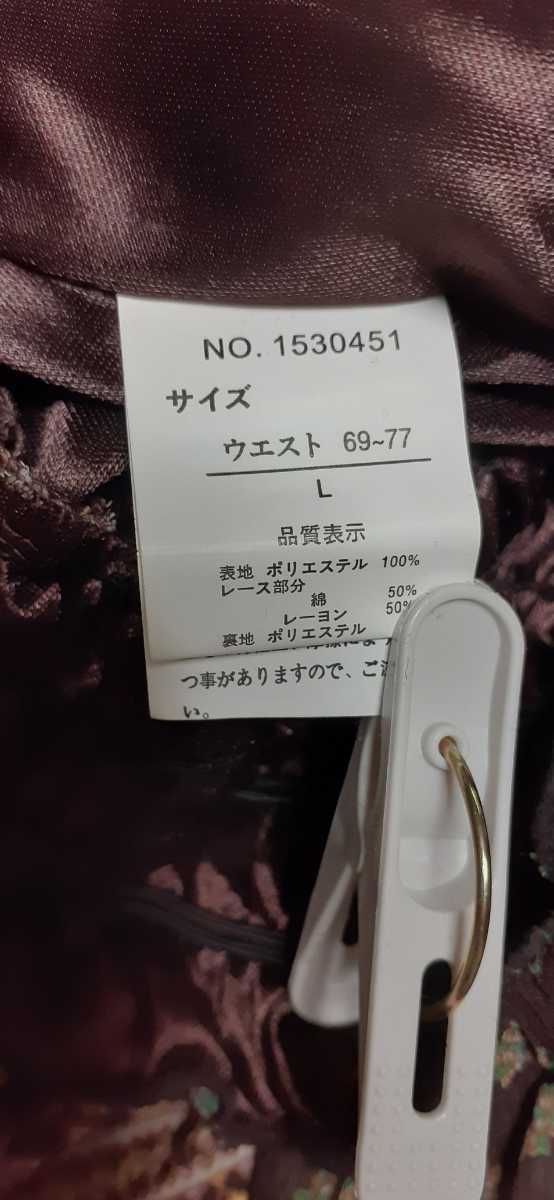 NO. 1530451
サイズ
ウエスト 69~77
L
品質表示
表地 ポリエステル 100%
レース部分
綿 50%
レーヨン 50%
裏地 ポリエステル
つ事がありますので、ご
い。